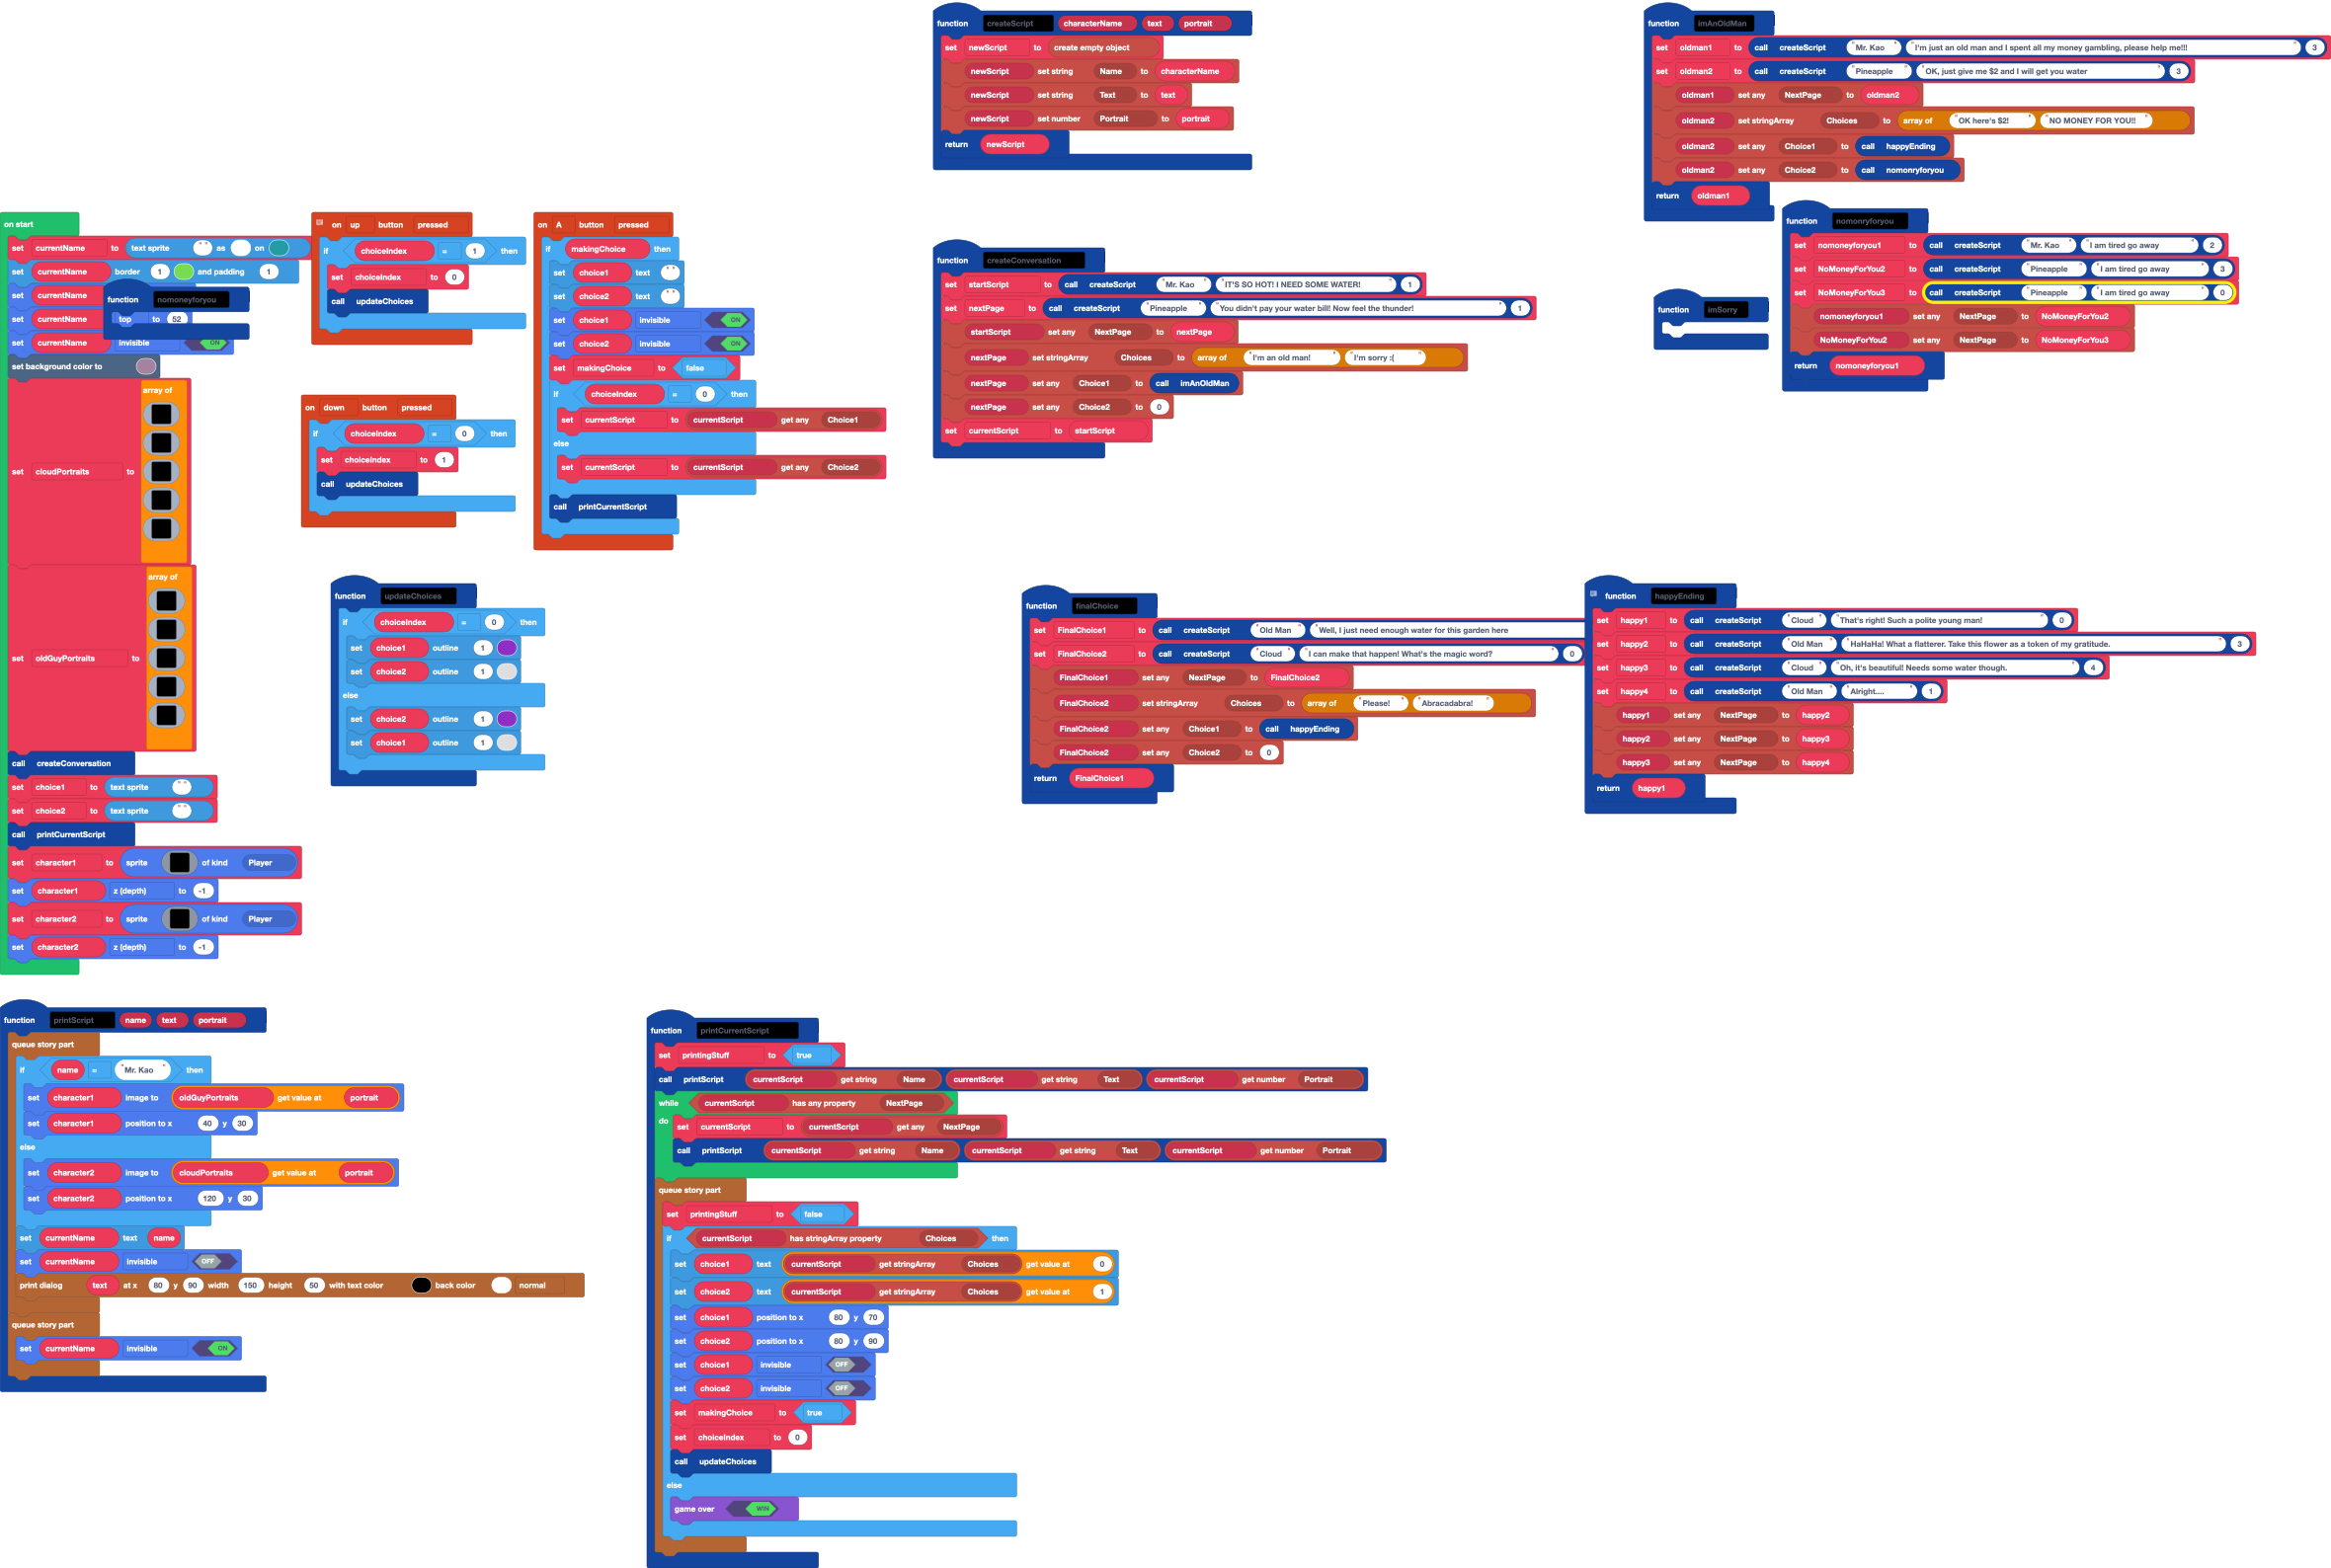 function createScript characterName text portrait
set newScript to create empty object
newScript set string Name to characterName
newScript set string Text to text
newScript set number Portrait to portrait
return newScript
function imAnOldMan
set oldman1 to call createScript "Mr. Kao" "I'm just an old man and I spent all my money gambling, please help me!!!" 3
set oldman2 to call createScript "Pineapple" "OK, just give me $2 and I will get you water" 3
oldman1 set any NextPage to oldman2
oldman2 set stringArray Choices to array of "OK here's $2!" "NO MONEY FOR YOU!!"
oldman2 set any Choice1 to call happyEnding
oldman2 set any Choice2 to call nomonryforyou
return oldman1
on start
set currentName to text sprite " " as on
set currentName border 1 and padding 1
set currentName
set currentName
set currentName invisible ON
set background color to
set cloudPortraits to array of
set oldGuyPortraits to array of
call createConversation
set choice1 to text sprite " "
set choice2 to text sprite " "
call printCurrentScript
set character1 to sprite of kind Player
set character1 z (depth) to -1
set character2 to sprite of kind Player
set character2 z (depth) to -1
function nomoneyforyou
top to 52
on up button pressed
if choiceIndex = 1 then
set choiceIndex to 0
call updateChoices
on down button pressed
if choiceIndex = 0 then
set choiceIndex to 1
call updateChoices
on A button pressed
if makingChoice then
set choice1 text " "
set choice2 text " "
set choice1 invisible ON
set choice2 invisible ON
set makingChoice to false
if choiceIndex = 0 then
set currentScript to currentScript get any Choice1
else
set currentScript to currentScript get any Choice2
call printCurrentScript
function createConversation
set startScript to call createScript "Mr. Kao" "IT'S SO HOT! I NEED SOME WATER!" 1
set nextPage to call createScript "Pineapple" "You didn't pay your water bill! Now feel the thunder!" 1
startScript set any NextPage to nextPage
nextPage set stringArray Choices to array of "I'm an old man!" "I'm sorry :("
nextPage set any Choice1 to call imAnOldMan
nextPage set any Choice2 to 0
set currentScript to startScript
function imSorry
function nomonryforyou
set nomoneyforyou1 to call createScript "Mr. Kao" "I am tired go away" 2
set NoMoneyForYou2 to call createScript "Pineapple" "I am tired go away" 3
set NoMoneyForYou3 to call createScript "Pineapple" "I am tired go away" 0
nomoneyforyou1 set any NextPage to NoMoneyForYou2
NoMoneyForYou2 set any NextPage to NoMoneyForYou3
return nomoneyforyou1
function updateChoices
if choiceIndex = 0 then
set choice1 outline 1
set choice2 outline 1
else
set choice2 outline 1
set choice1 outline 1
function finalChoice
set FinalChoice1 to call createScript "Old Man" "Well, I just need enough water for this garden here
set FinalChoice2 to call createScript "Cloud" "I can make that happen! What's the magic word?" 0
FinalChoice1 set any NextPage to FinalChoice2
FinalChoice2 set stringArray Choices to array of "Please!" "Abracadabra!"
FinalChoice2 set any Choice1 to call happyEnding
FinalChoice2 set any Choice2 to 0
return FinalChoice1
function happyEnding
set happy1 to call createScript "Cloud" "That's right! Such a polite young man!" 0
set happy2 to call createScript "Old Man" "HaHaHa! What a flatterer. Take this flower as a token of my gratitude." 3
set happy3 to call createScript "Cloud" "Oh, it's beautiful! Needs some water though." 4
set happy4 to call createScript "Old Man" "Alright...." 1
happy1 set any NextPage to happy2
happy2 set any NextPage to happy3
happy3 set any NextPage to happy4
return happy1
function printScript name text portrait
queue story part
if name = "Mr. Kao" then
set character1 image to oldGuyPortraits get value at portrait
set character1 position to x 40 y 30
else
set character2 image to cloudPortraits get value at portrait
set character2 position to x 120 y 30
set currentName text name
set currentName invisible OFF
print dialog text at x 80 y 90 width 150 height 50 with text color back color normal
queue story part
set currentName invisible ON
function printCurrentScript
set printingStuff to true
call printScript currentScript get string Name currentScript get string Text currentScript get number Portrait
while currentScript has any property NextPage
do set currentScript to currentScript get any NextPage
call printScript currentScript get string Name currentScript get string Text currentScript get number Portrait
queue story part
set printingStuff to false
if currentScript has stringArray property Choices then
set choice1 text currentScript get stringArray Choices get value at 0
set choice2 text currentScript get stringArray Choices get value at 1
set choice1 position to x 80 y 70
set choice2 position to x 80 y 90
set choice1 invisible OFF
set choice2 invisible OFF
set makingChoice to true
set choiceIndex to 0
call updateChoices
else
game over WIN